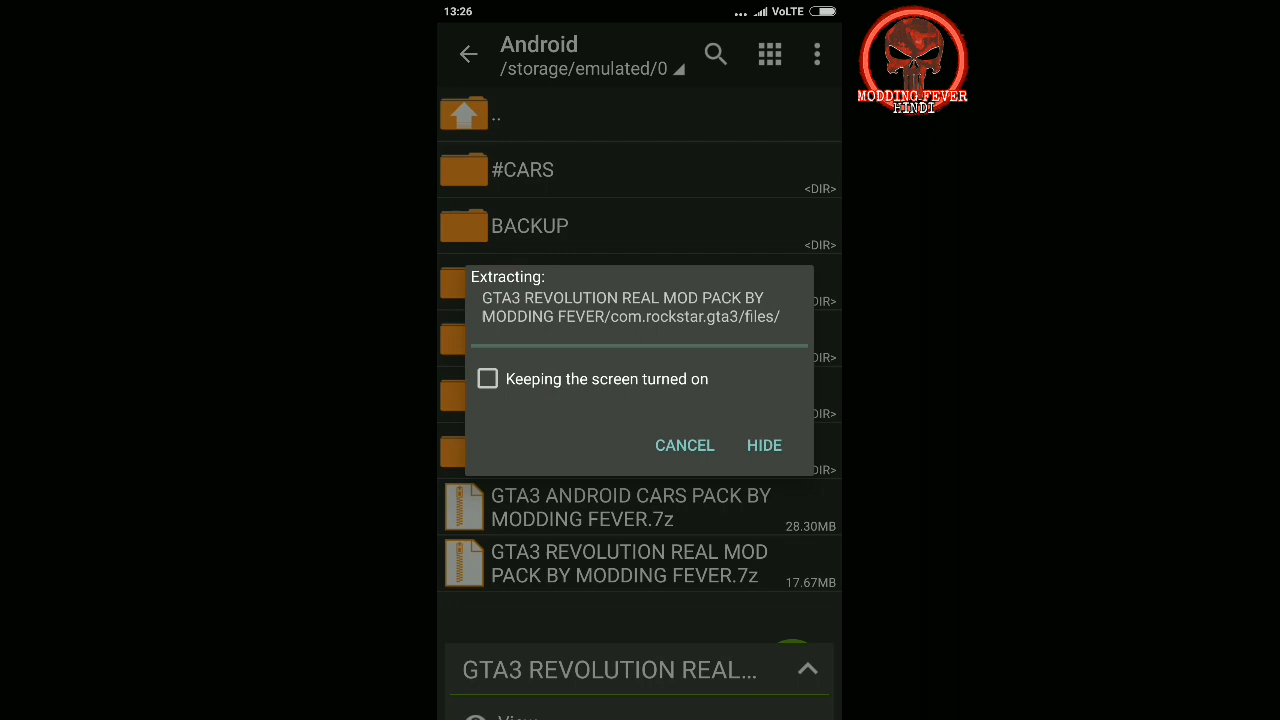 13:26
... VoLTE
Android
/storage/emulated/0
MODDING FEVER
HINDI
..
#CARS
<DIR>
BACKUP
<DIR>
Extracting:
GTA3 REVOLUTION REAL MOD PACK BY
MODDING FEVER/com.rockstar.gta3/files/
DIR>
DIR>
Keeping the screen turned on
DIR>
CANCEL
HIDE
DIR>
GTA3 ANDROID CARS PACK BY
MODDING FEVER.7z
28.30MB
GTA3 REVOLUTION REAL MOD
PACK BY MODDING FEVER.7z
17.67MB
GTA3 REVOLUTION REAL...
View